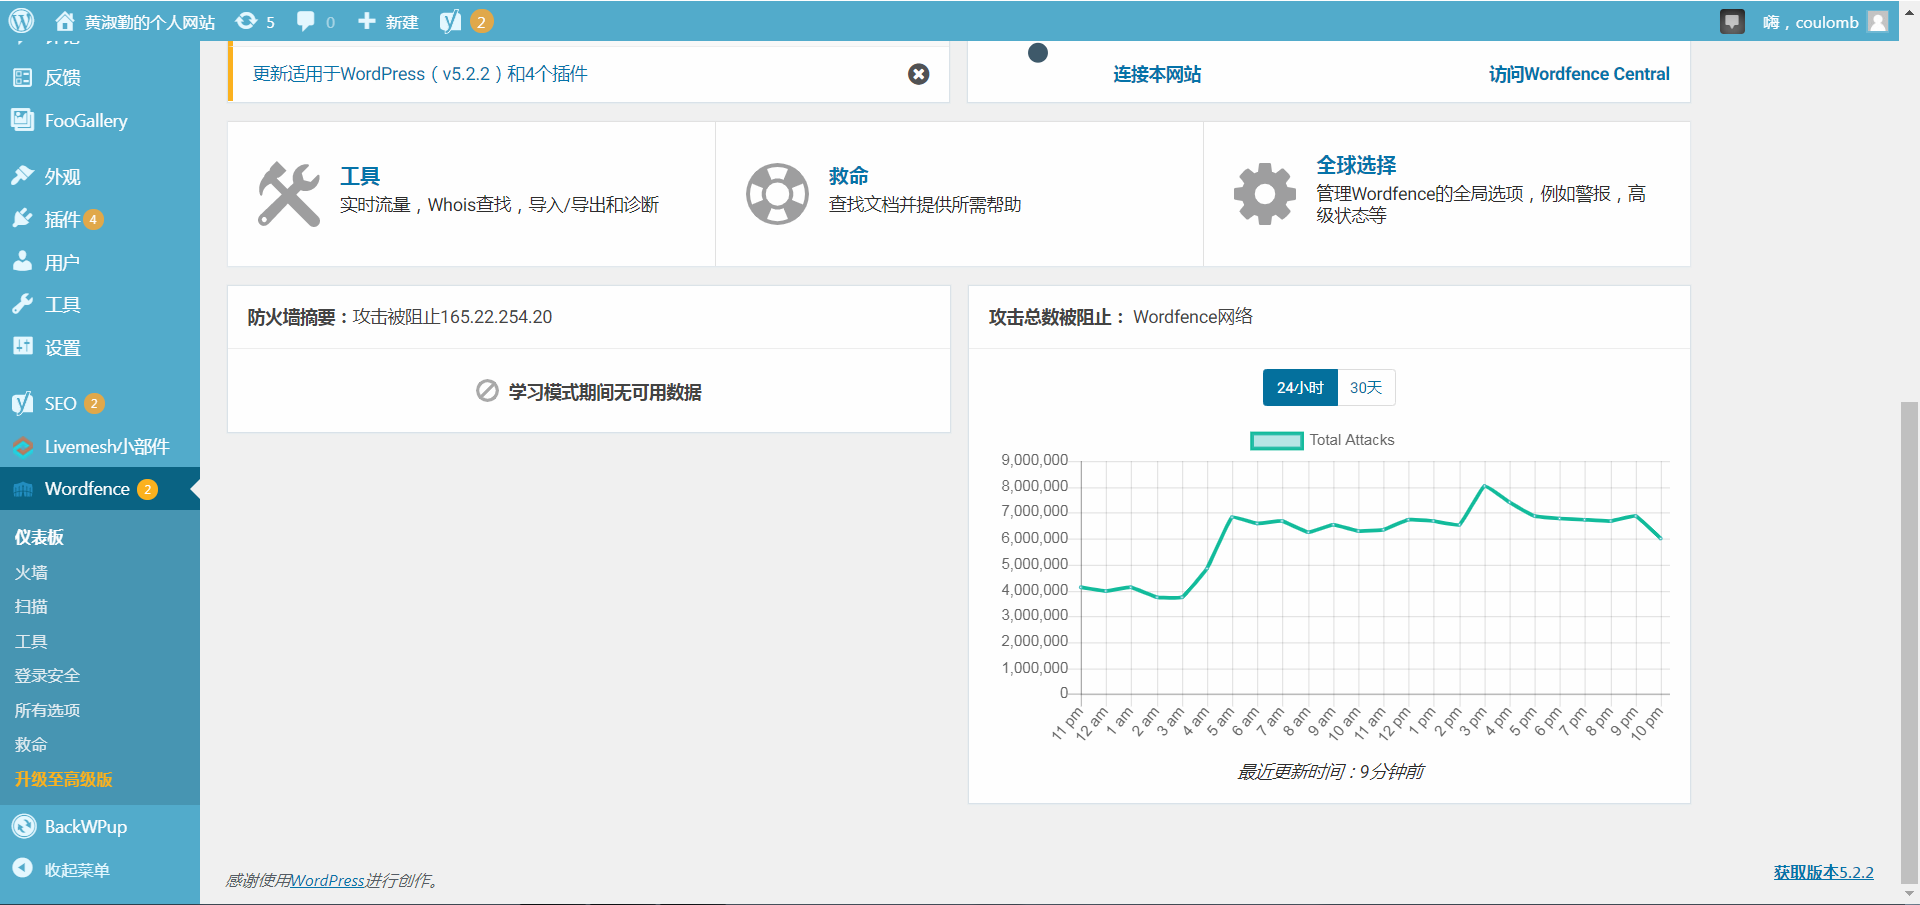 黄淑勤的个人网站 5 0 新建 2 嗨，coulomb
反馈
FooGallery
外观
插件 4
用户
工具
设置
SEO 2
Livemesh小部件
Wordfence 2
仪表板
火墙
扫描
工具
登录安全
所有选项
救命
升级至高级版
BackWPup
收起菜单
更新适用于WordPress（v5.2.2）和4个插件
连接本网站 访问Wordfence Central
工具
实时流量，Whois查找，导入/导出和诊断
救命
查找文档并提供所需帮助
全球选择
管理Wordfence的全局选项，例如警报，高
级状态等
防火墙摘要：攻击被阻止165.22.254.20
学习模式期间无可用数据
攻击总数被阻止： Wordfence网络
24小时 30天
Total Attacks
9,000,000
8,000,000
7,000,000
6,000,000
5,000,000
4,000,000
3,000,000
2,000,000
1,000,000
0
11 pm 12 am 1 am 2 am 3 am 4 am 5 am 6 am 7 am 8 am 9 am 10 am 11 am 12 pm 1 pm 2 pm 3 pm 4 pm 5 pm 6 pm 7 pm 8 pm 9 pm 10 pm
最近更新时间：9分钟前
感谢使用WordPress进行创作。
获取版本5.2.2